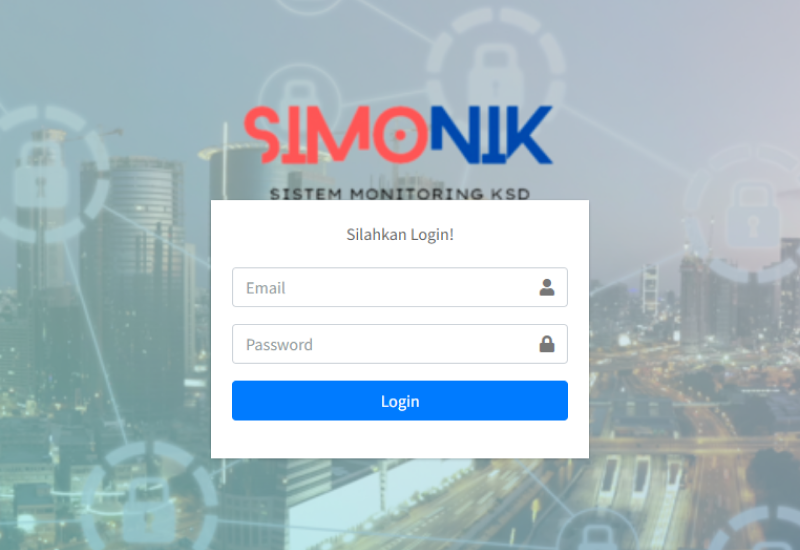 SIMONIK
SISTEM MONITORING KSD
Silahkan Login!
Email
Password
Login